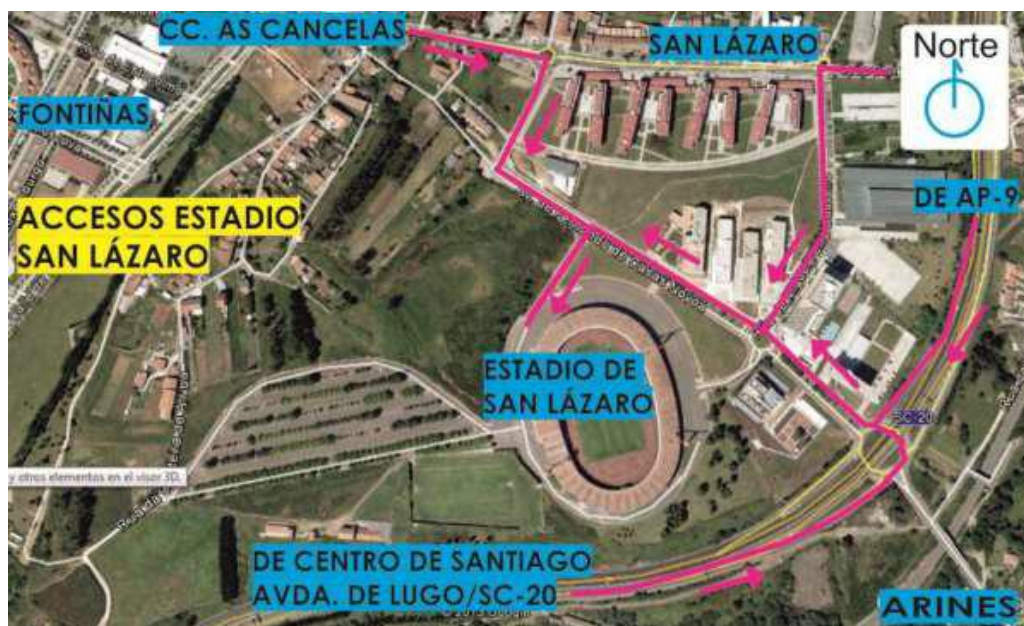 CC. AS CANCELAS
SAN LÁZARO
Norte
FONTIÑAS
DE AP-9
ACCESOS ESTADIO
SAN LÁZARO
ESTADIO DE
SAN LÁZARO
SC-20
y otros elementos en el visor 3D.
DE CENTRO DE SANTIAGO
AVDA. DE LUGO/SC-20
ARINES